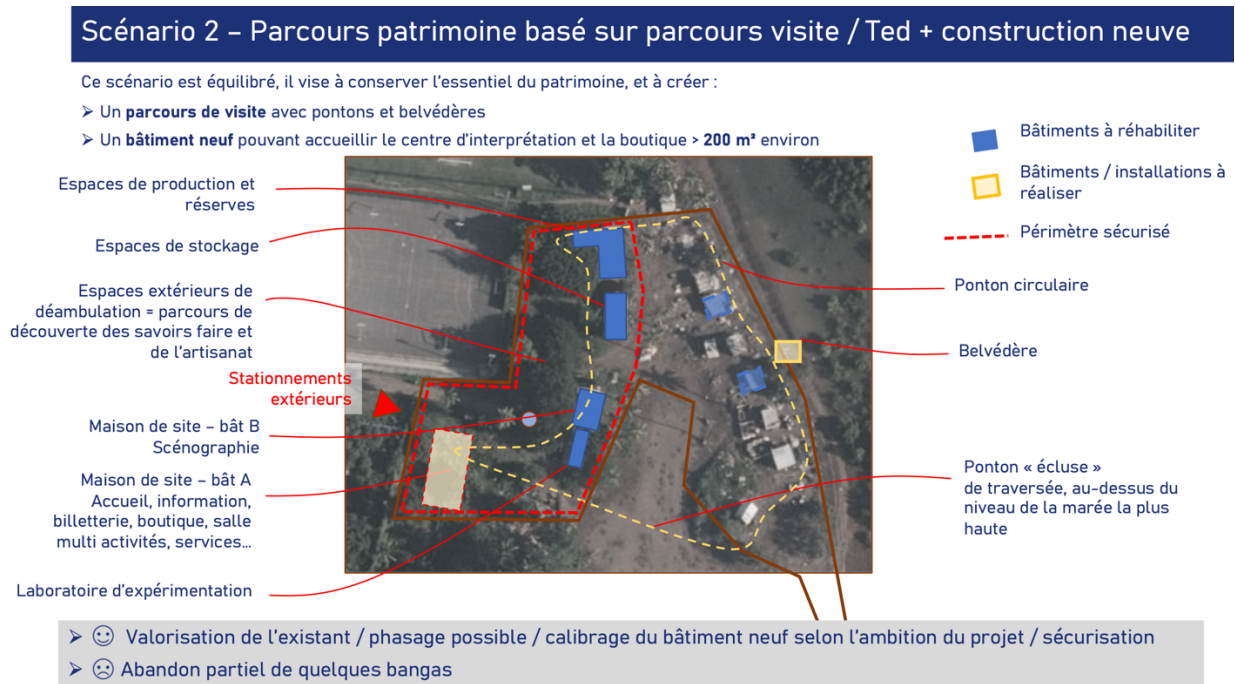 Scénario 2 – Parcours patrimoine basé sur parcours visite / Ted + construction neuve
Ce scénario est équilibré, il vise à conserver l’essentiel du patrimoine, et à créer :
➢ Un parcours de visite avec pontons et belvédères
➢ Un bâtiment neuf pouvant accueillir le centre d’interprétation et la boutique > 200 m² environ
Bâtiments à réhabiliter
Bâtiments / installations à
réaliser
Périmètre sécurisé
Espaces de production et
réserves
Espaces de stockage
Espaces extérieurs de
déambulation = parcours de
découverte des savoirs faire et
de l’artisanat
Stationnements
extérieurs
Maison de site – bât B
Scénographie
Maison de site – bât A
Accueil, information,
billetterie, boutique, salle
multi activités, services…
Laboratoire d’expérimentation
Ponton circulaire
Belvédère
Ponton « écluse »
de traversée, au-dessus du
niveau de la marée la plus
haute
➢ ☺ Valorisation de l’existant / phasage possible / calibrage du bâtiment neuf selon l’ambition du projet / sécurisation
➢ ☹ Abandon partiel de quelques bangas